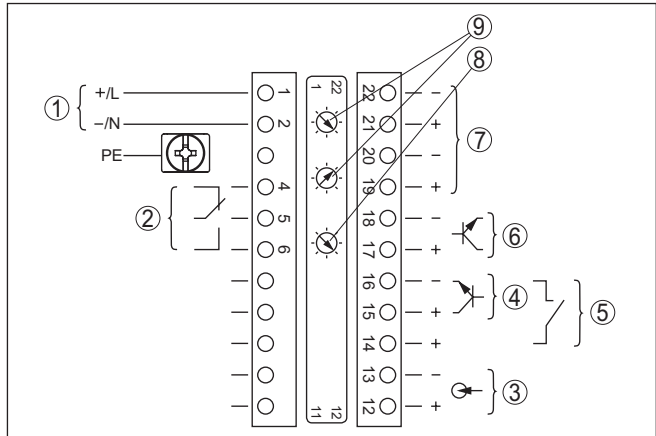 ⑨
⑧
① +/L 1 1 22 22 −
−/N 2 21 + ⑦
PE 20 −
4 19 +
② 5 18 − ⑥
6 17 +
16 − ④ ⑤
15 +
14 +
13 − ③
11 12 12 +